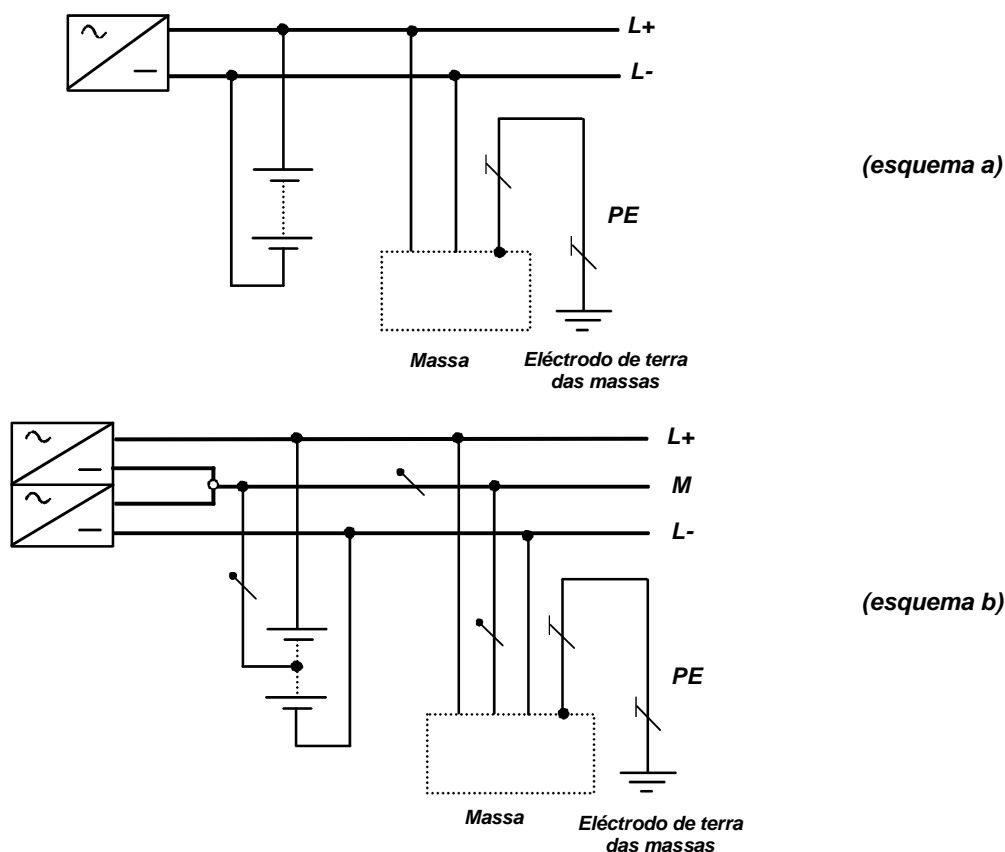 L+
L-
(esquema a)
PE
Massa
Eléctrodo de terra
das massas
L+
M
L-
(esquema b)
PE
Massa
Eléctrodo de terra
das massas